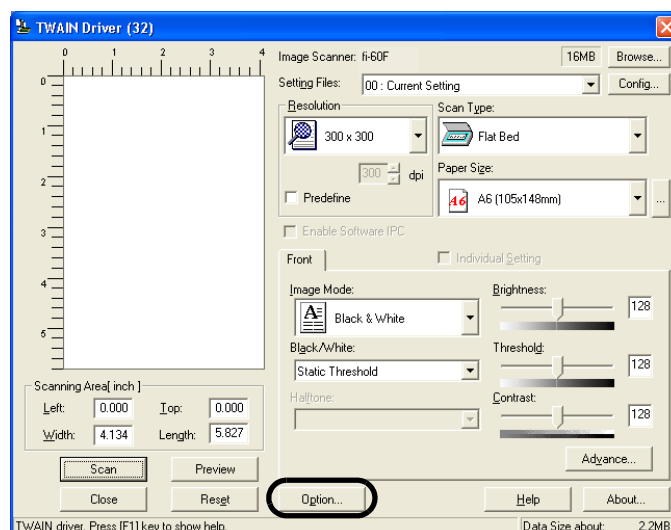 TWAIN Driver (32)
0 1 2 3 4
0
1
2
3
4
5
Image Scanner: fi-60F 16MB Browse...
Setting Files: 00 : Current Setting Config...
Resolution
300 x 300
300 dpi
Predefine
Scan Type:
Flat Bed
Paper Size:
A6 A6 (105x148mm) ...
Enable Software IPC
Front Individual Setting
Image Mode:
A Black & White
Black/White:
Static Threshold
Halftone:
Brightness:
128
Threshold:
128
Contrast:
128
Advance...
Scanning Area[ inch ]
Left: 0.000 Top: 0.000
Width: 4.134 Length: 5.827
Scan Preview
Close Reset Option... Help About...
TWAIN driver. Press [F1] key to show help. Data Size about: 2.2MB